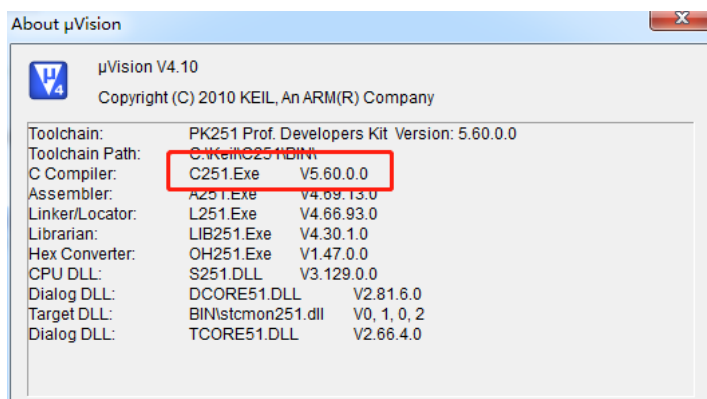 About µVision
µVision V4.10
Copyright (C) 2010 KEIL, An ARM(R) Company
Toolchain: PK251 Prof. Developers Kit Version: 5.60.0.0
Toolchain Path: C:\Keil\C251\BIN\
C Compiler: C251.Exe V5.60.0.0
Assembler: A251.Exe V4.69.13.0
Linker/Locator: L251.Exe V4.66.93.0
Librarian: LIB251.Exe V4.30.1.0
Hex Converter: OH251.Exe V1.47.0.0
CPU DLL: S251.DLL V3.129.0.0
Dialog DLL: DCORE51.DLL V2.81.6.0
Target DLL: BIN\stcmon251.dll V0, 1, 0, 2
Dialog DLL: TCORE51.DLL V2.66.4.0